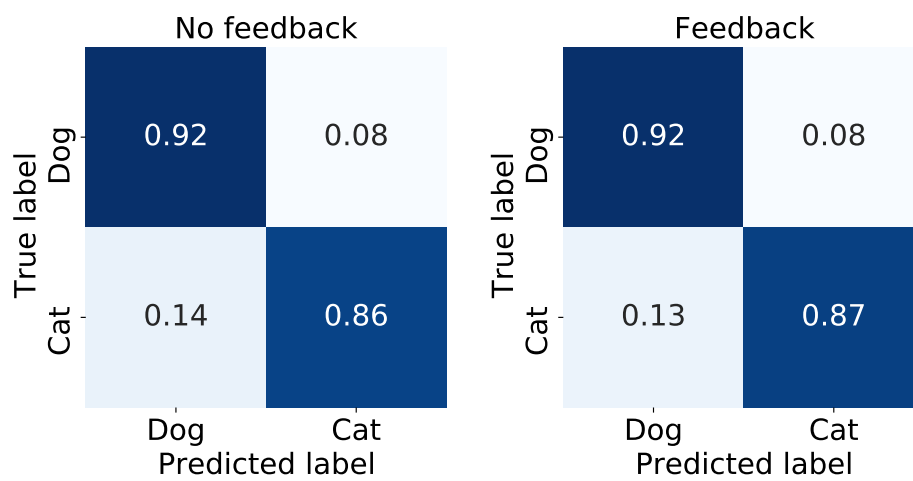 No feedback
True label
Dog
0.92
0.08
Cat
0.14
0.86
Dog
Cat
Predicted label
Feedback
True label
Dog
0.92
0.08
Cat
0.13
0.87
Dog
Cat
Predicted label